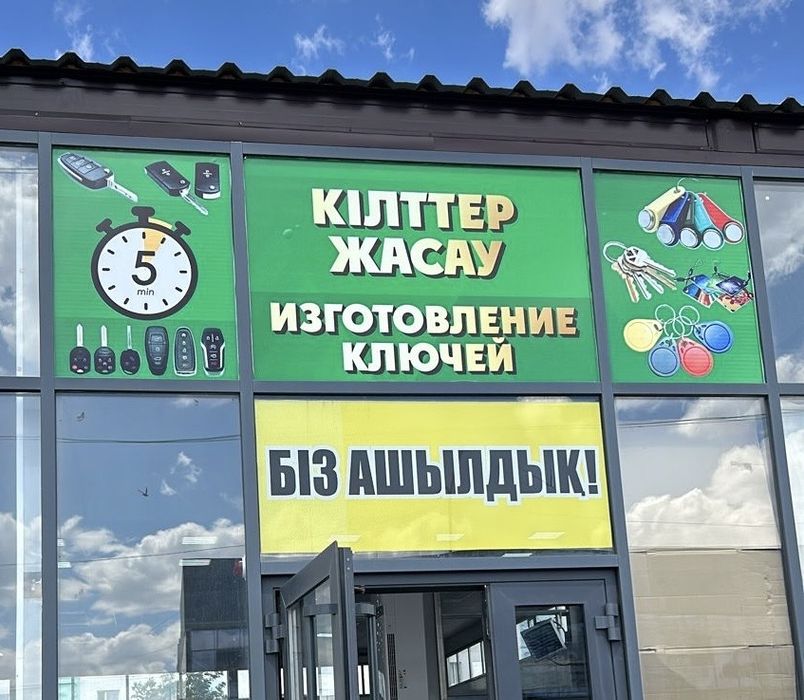 5
min
КІЛТТЕР
ЖАСАУ
ИЗГОТОВЛЕНИЕ
КЛЮЧЕЙ
БІЗ АШЫЛДЫҚ!